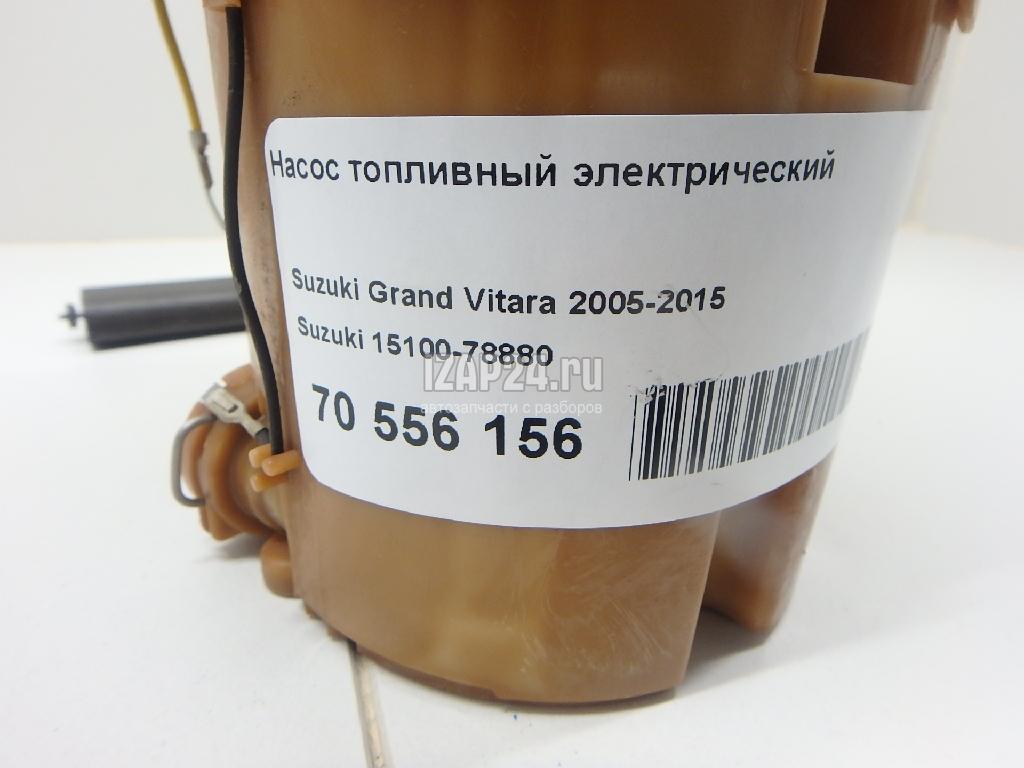 Насос топливный электрический
Suzuki Grand Vitara 2005-2015
Suzuki 15100-78880
IZAP24.ru
автозапчасти с разборов
70 556 156